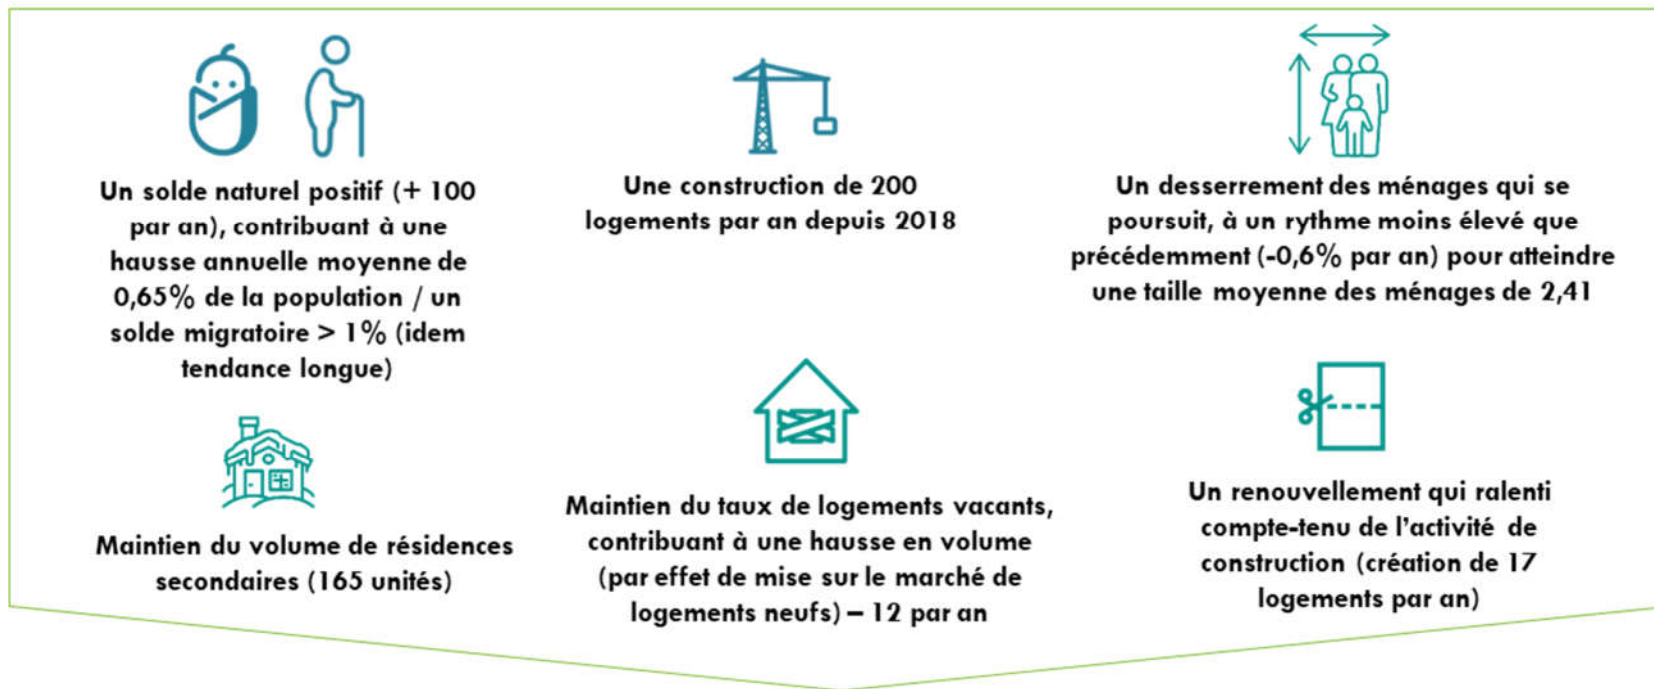 Un solde naturel positif (+ 100
par an), contribuant à une
hausse annuelle moyenne de
0,65% de la population / un
solde migratoire > 1% (idem
tendance longue)
Une construction de 200
logements par an depuis 2018
Un desserrement des ménages qui se
poursuit, à un rythme moins élevé que
précédemment (-0,6% par an) pour atteindre
une taille moyenne des ménages de 2,41
Maintien du volume de résidences
secondaires (165 unités)
Maintien du taux de logements vacants,
contribuant à une hausse en volume
(par effet de mise sur le marché de
logements neufs) – 12 par an
Un renouvellement qui ralenti
compte-tenu de l'activité de
construction (création de 17
logements par an)